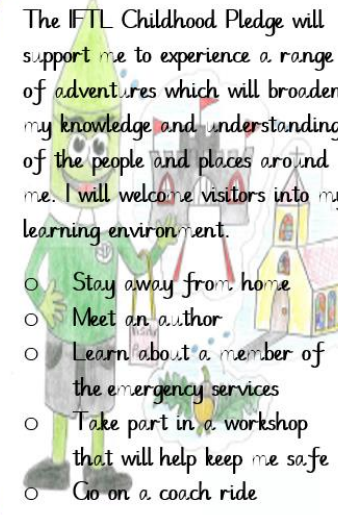 The IFTL Childhood Pledge will
support me to experience a range
of adventures which will broaden
my knowledge and understanding
of the people and places around
me. I will welcome visitors into my
learning environment.
o Stay away from home
o Meet an author
o Learn about a member of
the emergency services
o Take part in a workshop
that will help keep me safe
o Go on a coach ride